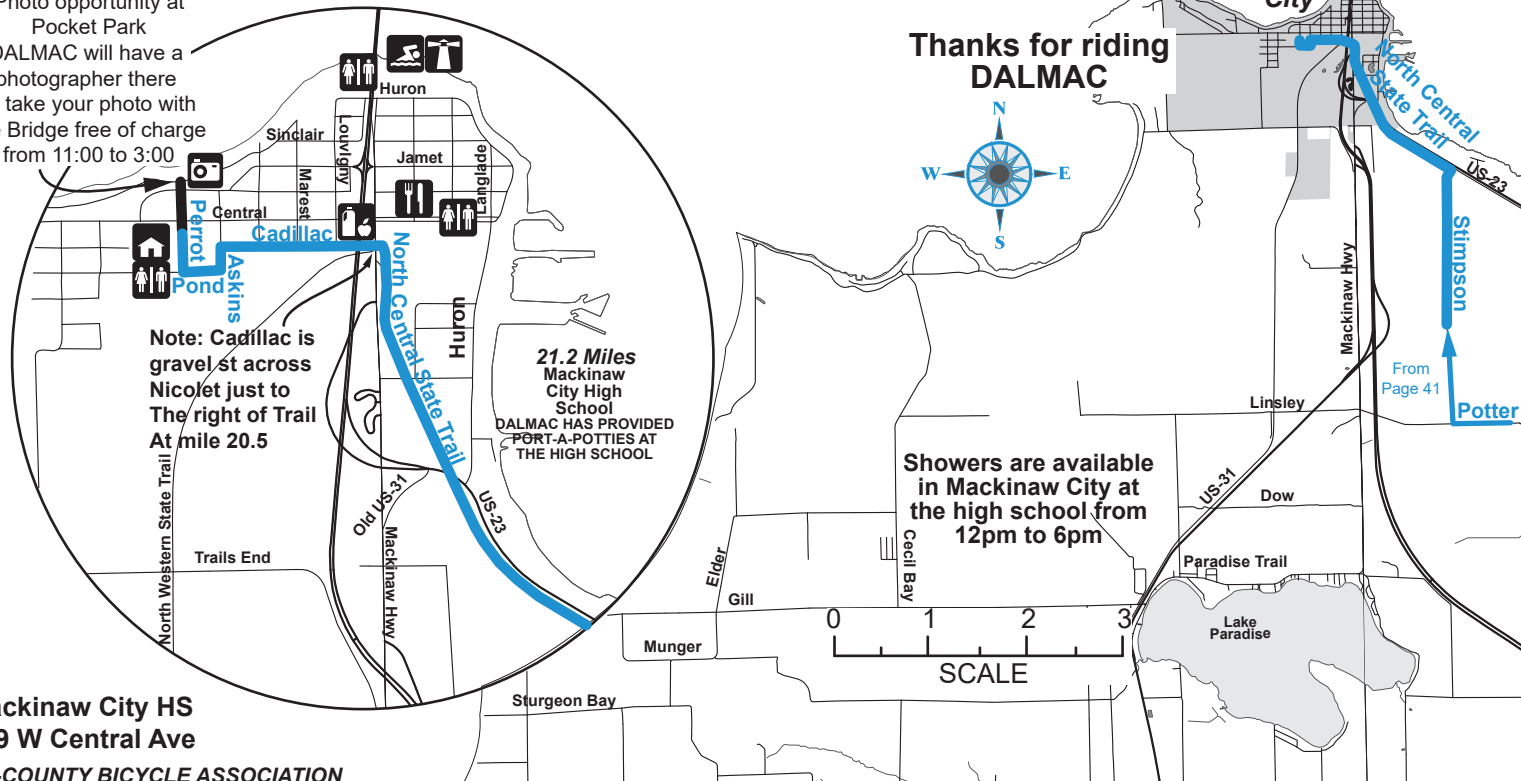 Photo opportunity at
Pocket Park
DALMAC will have a
photographer there
take your photo with
Bridge free of charge
from 11:00 to 3:00
Huron
Sinclair
Louvigny
Jamet
Langlade
Marest
Central
Perrot
Cadillac
Askins
Pond
North Central State Trail
Huron
Note: Cadillac is
gravel st across
Nicolet just to
The right of Trail
At mile 20.5
21.2 Miles
Mackinaw
City High
School
DALMAC HAS PROVIDED
PORT-A-POTTIES AT
THE HIGH SCHOOL
North Western State Trail
Old US-31
US-23
Trails End
Mackinaw Hwy
Mackinaw City HS
9 W Central Ave
-COUNTY BICYCLE ASSOCIATION
City
Thanks for riding
DALMAC
N
W
E
S
North Central
State Trail
US-23
Stimpson
Mackinaw Hwy
From
Page 41
Potter
Linsley
Showers are available
in Mackinaw City at
the high school from
12pm to 6pm
US-31
Dow
Cecil Bay
Elder
Paradise Trail
Gill
0 1 2 3
SCALE
Lake
Paradise
Munger
Sturgeon Bay